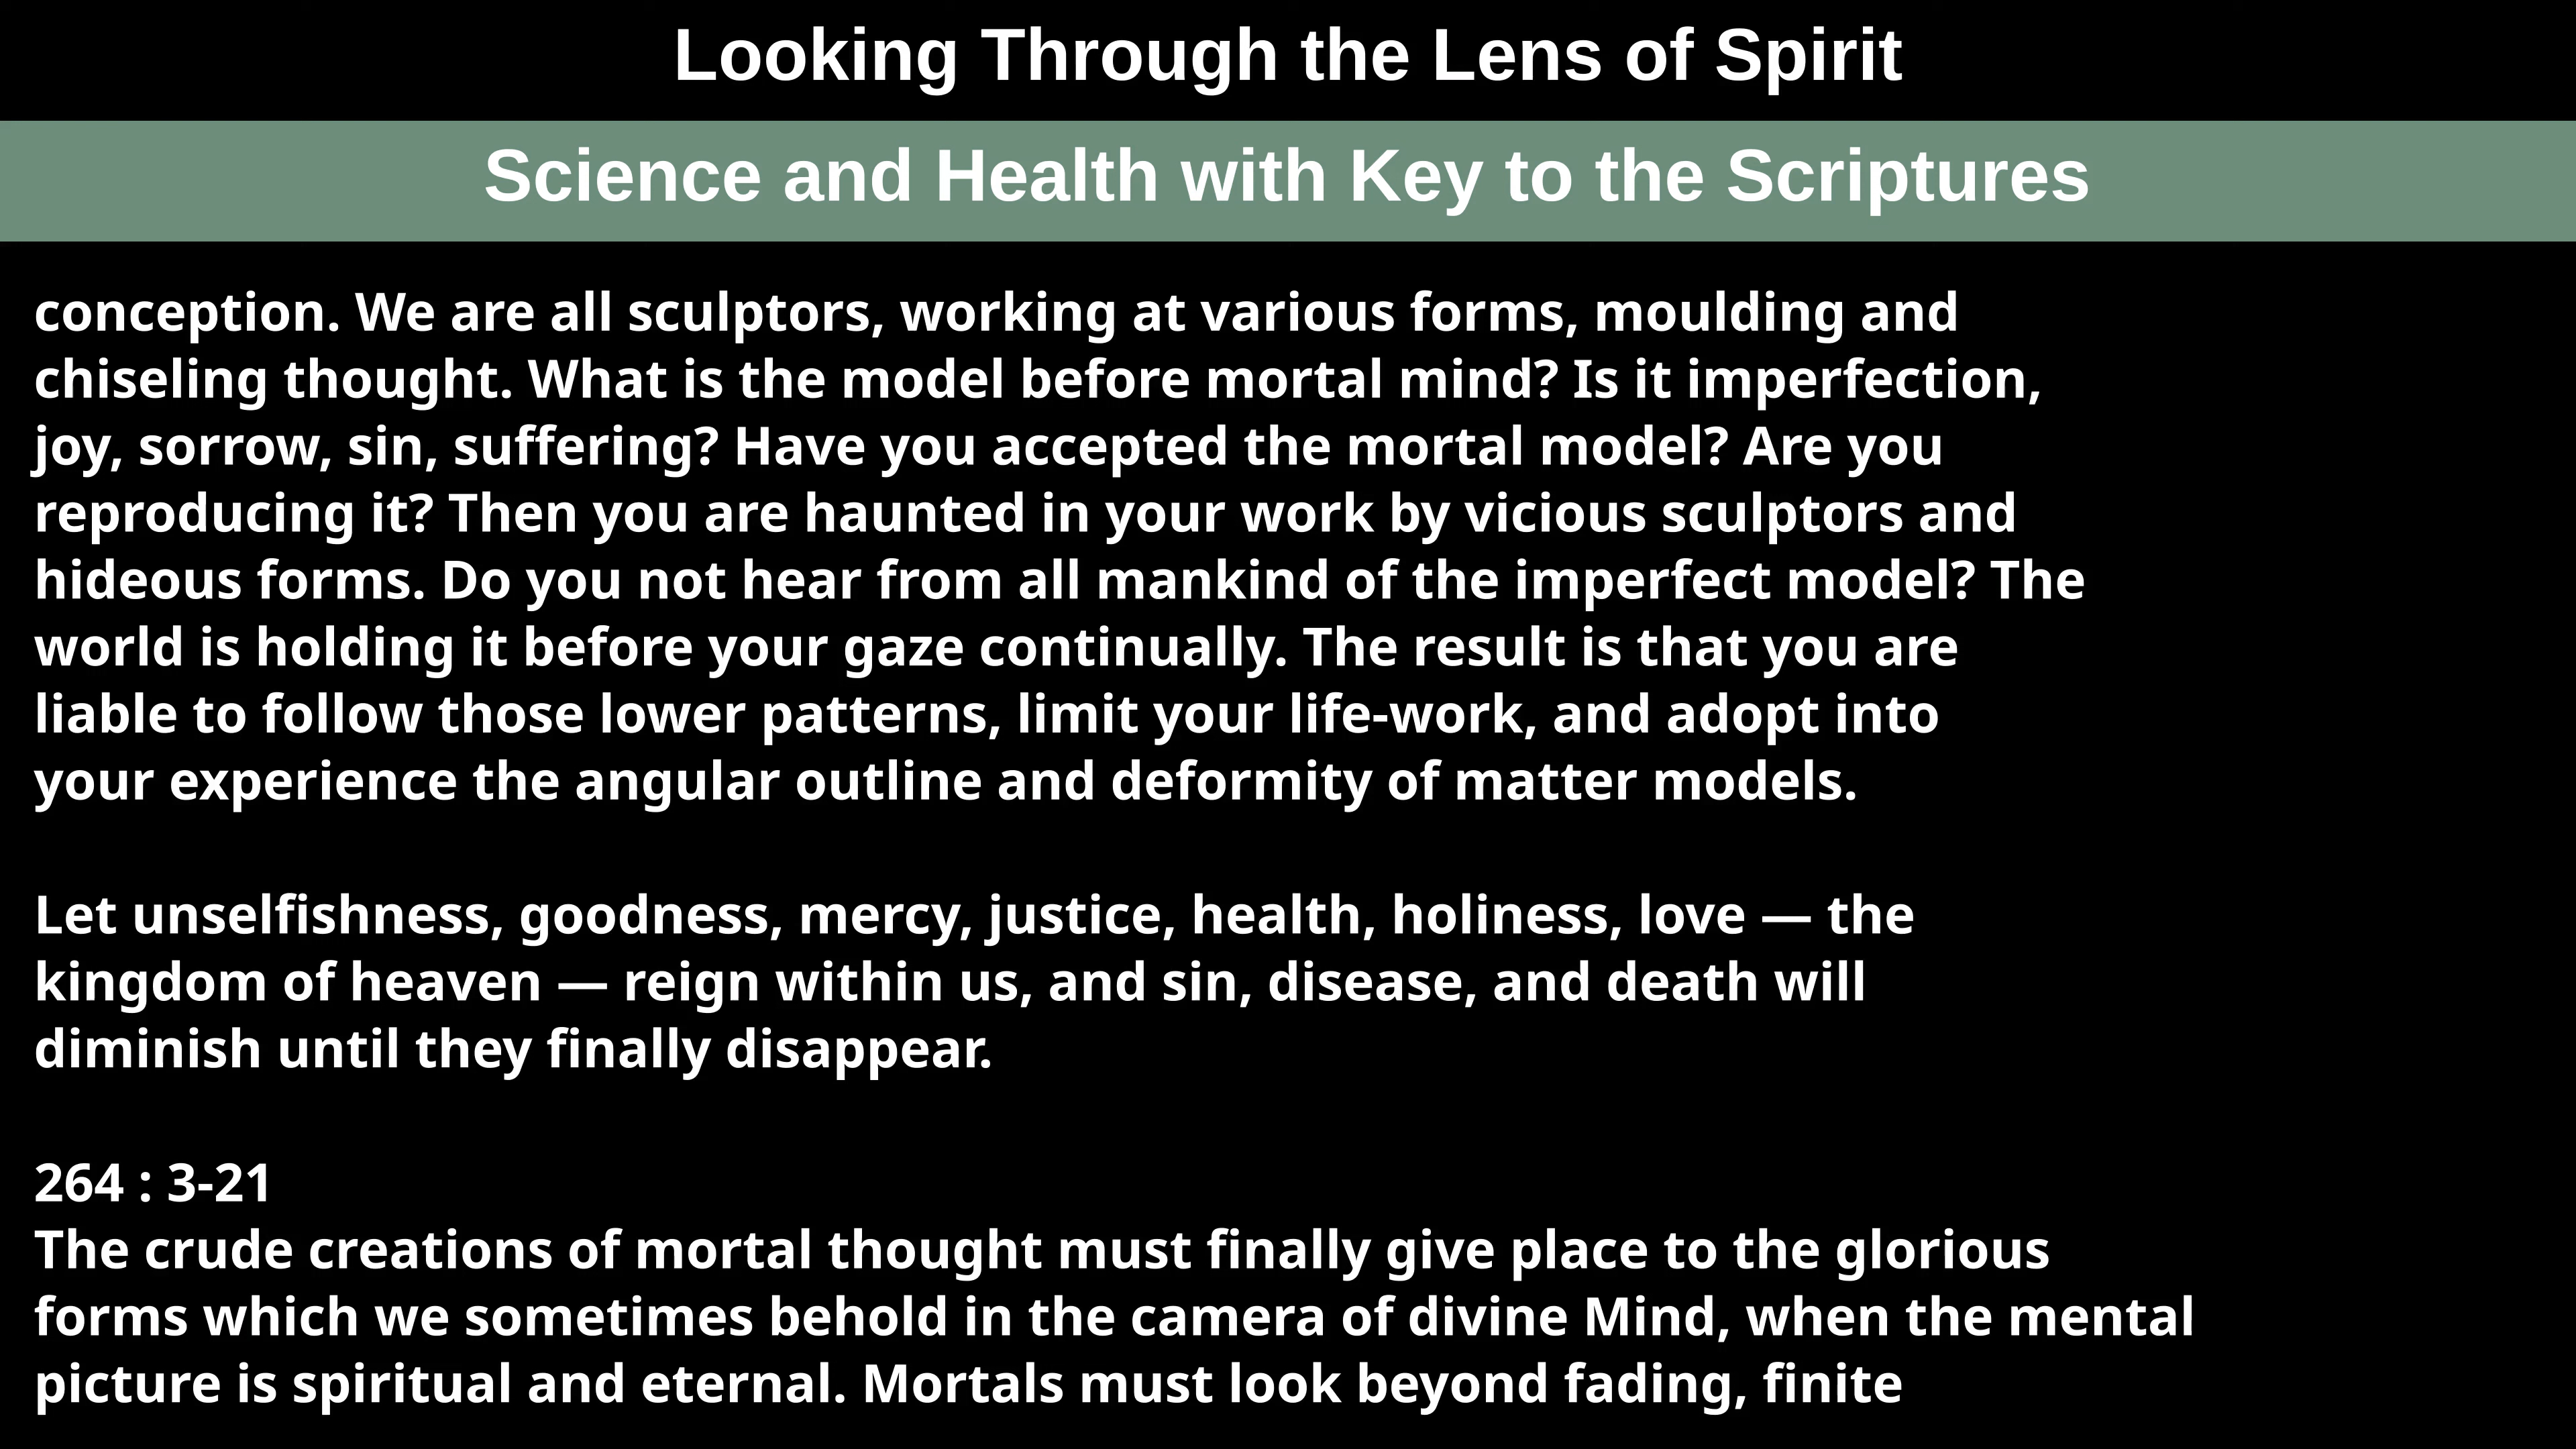 Looking Through the Lens of Spirit
Science and Health with Key to the Scriptures
conception. We are all sculptors, working at various forms, moulding and
chiseling thought. What is the model before mortal mind? Is it imperfection,
joy, sorrow, sin, suffering? Have you accepted the mortal model? Are you
reproducing it? Then you are haunted in your work by vicious sculptors and
hideous forms. Do you not hear from all mankind of the imperfect model? The
world is holding it before your gaze continually. The result is that you are
liable to follow those lower patterns, limit your life-work, and adopt into
your experience the angular outline and deformity of matter models.
Let unselfishness, goodness, mercy, justice, health, holiness, love — the
kingdom of heaven — reign within us, and sin, disease, and death will
diminish until they finally disappear.
264 : 3-21
The crude creations of mortal thought must finally give place to the glorious
forms which we sometimes behold in the camera of divine Mind, when the mental
picture is spiritual and eternal. Mortals must look beyond fading, finite